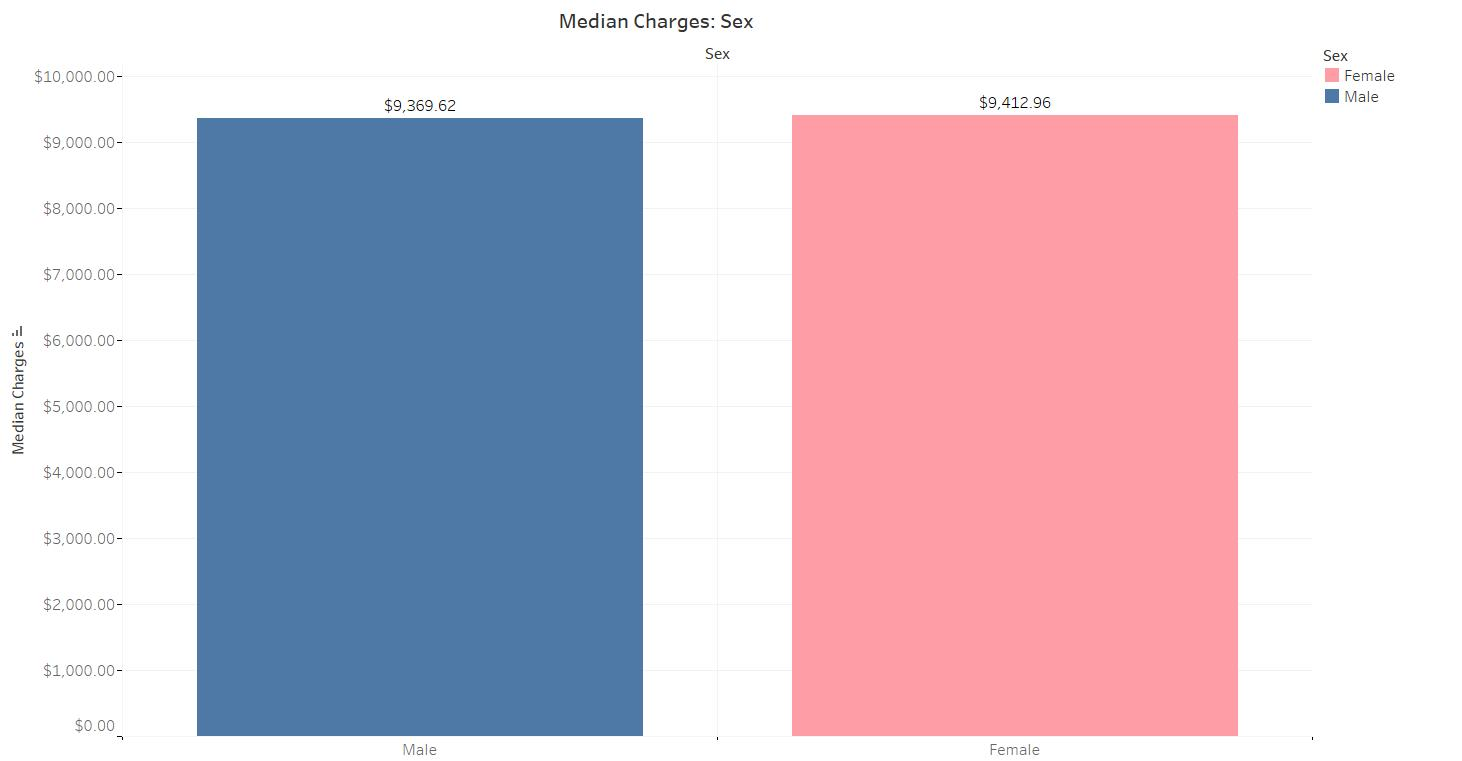 Median Charges: Sex
Sex
Sex
Female
Male
$10,000.00
$9,000.00
$8,000.00
$7,000.00
$6,000.00
$5,000.00
$4,000.00
$3,000.00
$2,000.00
$1,000.00
$0.00
Median Charges
$9,369.62
$9,412.96
Male
Female